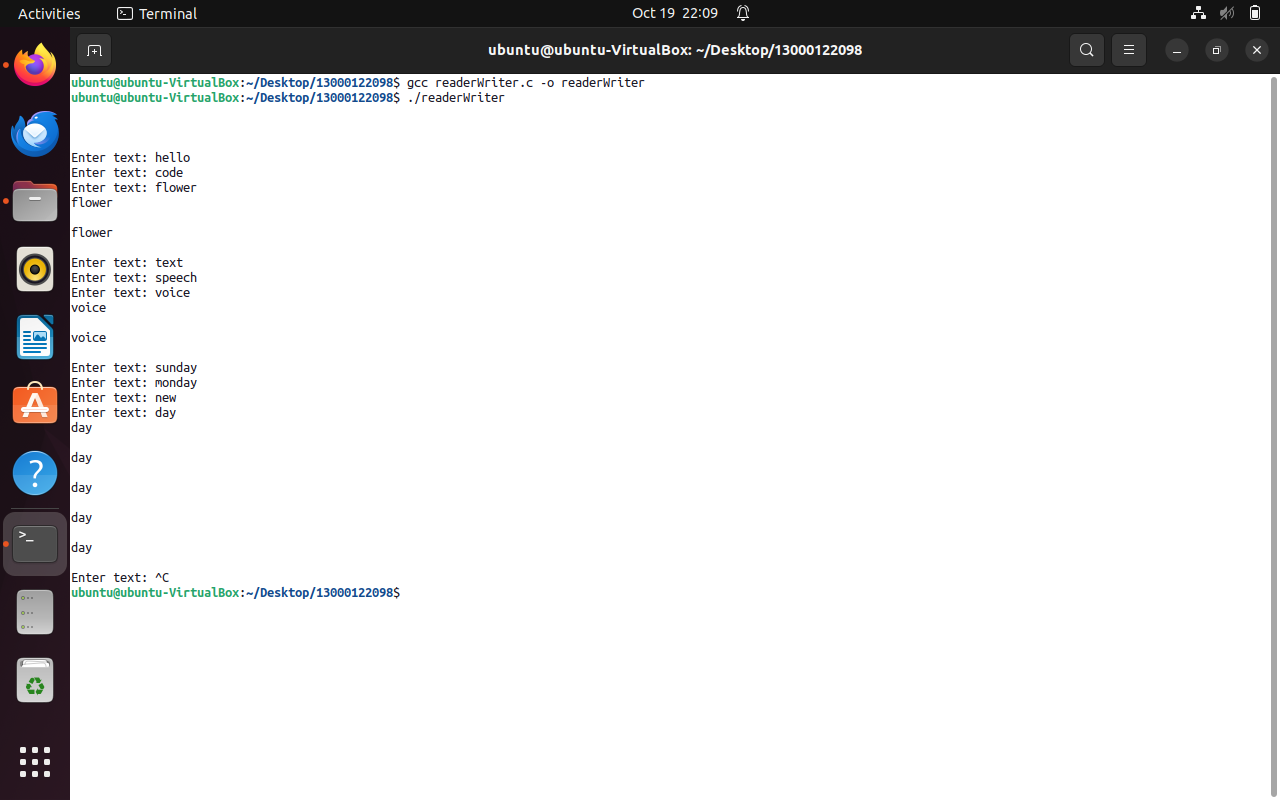 Activities Terminal Oct 19 22:09
ubuntu@ubuntu-VirtualBox: ~/Desktop/13000122098
ubuntu@ubuntu-VirtualBox:~/Desktop/13000122098$ gcc readerWriter.c -o readerWriter
ubuntu@ubuntu-VirtualBox:~/Desktop/13000122098$ ./readerWriter
Enter text: hello
Enter text: code
Enter text: flower
flower
flower
Enter text: text
Enter text: speech
Enter text: voice
voice
voice
Enter text: sunday
Enter text: monday
Enter text: new
Enter text: day
day
day
day
day
day
Enter text: ^C
ubuntu@ubuntu-VirtualBox:~/Desktop/13000122098$